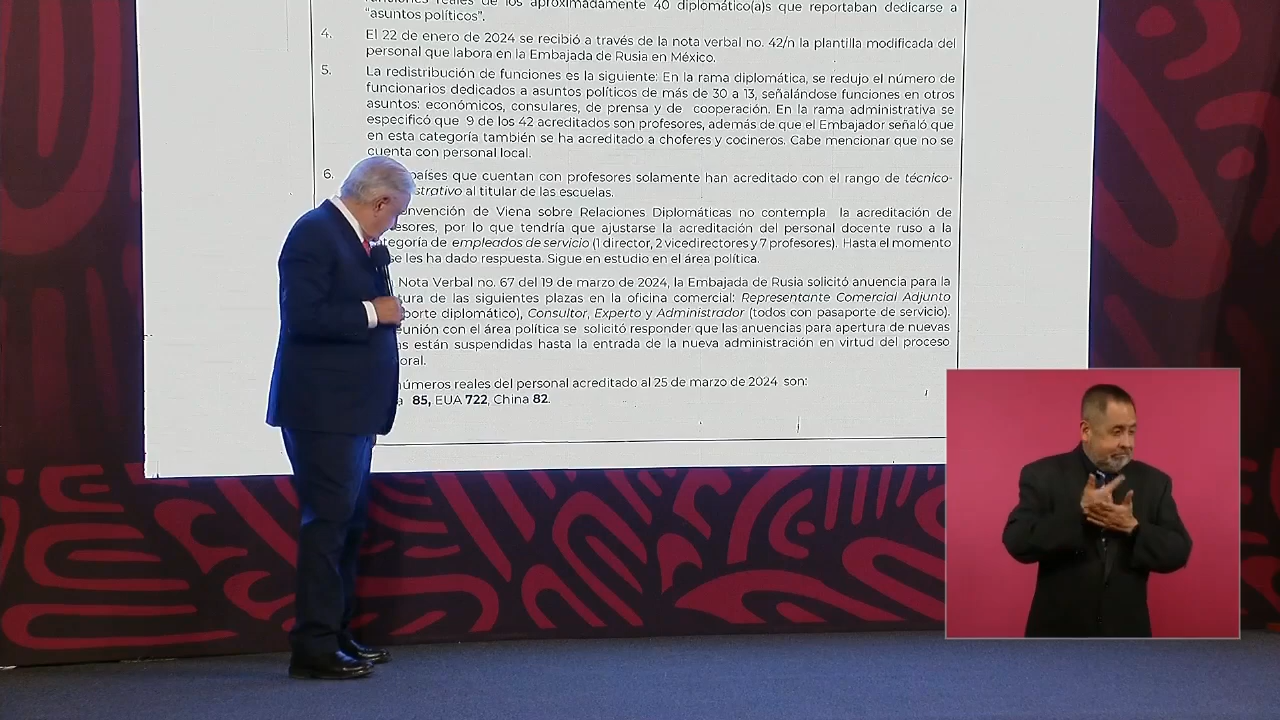 funciones reales de los aproximadamente 40 diplomático(a)s que reportaban dedicarse a
"asuntos políticos".
4. El 22 de enero de 2024 se recibió a través de la nota verbal no. 42/n la plantilla modificada del
personal que labora en la Embajada de Rusia en México.
5. La redistribución de funciones es la siguiente: En la rama diplomática, se redujo el número de
funcionarios dedicados a asuntos políticos de más de 30 a 13, señalándose funciones en otros
asuntos: económicos, consulares, de prensa y de cooperación. En la rama administrativa se
especificó que 9 de los 42 acreditados son profesores, además de que el Embajador señaló que
en esta categoría también se ha acreditado a choferes y cocineros. Cabe mencionar que no se
cuenta con personal local.
6. países que cuentan con profesores solamente han acreditado con el rango de técnico-
strativo al titular de las escuelas.
nvención de Viena sobre Relaciones Diplomáticas no contempla la acreditación de
esores, por lo que tendría que ajustarse la acreditación del personal docente ruso a la
ategoría de empleados de servicio (1 director, 2 vicedirectores y 7 profesores). Hasta el momento
se les ha dado respuesta. Sigue en estudio en el área política.
Nota Verbal no. 67 del 19 de marzo de 2024, la Embajada de Rusia solicitó anuencia para la
ura de las siguientes plazas en la oficina comercial: Representante Comercial Adjunto
porte diplomático), Consultor, Experto y Administrador (todos con pasaporte de servicio).
eunión con el área política se solicitó responder que las anuencias para apertura de nuevas
as están suspendidas hasta la entrada de la nueva administración en virtud del proceso
oral.
números reales del personal acreditado al 25 de marzo de 2024 son:
a 85, EUA 722, China 82.